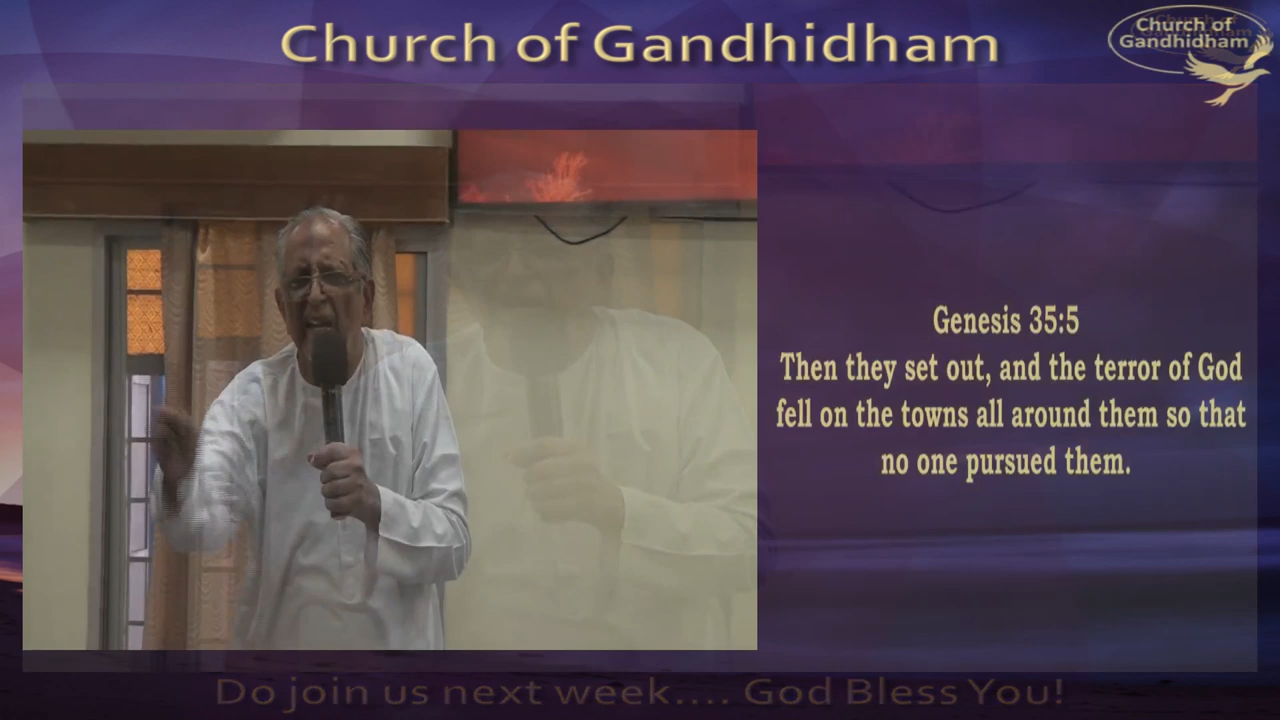 Church of Gandhidham
Church of
Gandhidham
Genesis 35:5
Then they set out, and the terror of God
fell on the towns all around them so that
no one pursued them.
Do join us next week.... God Bless You!